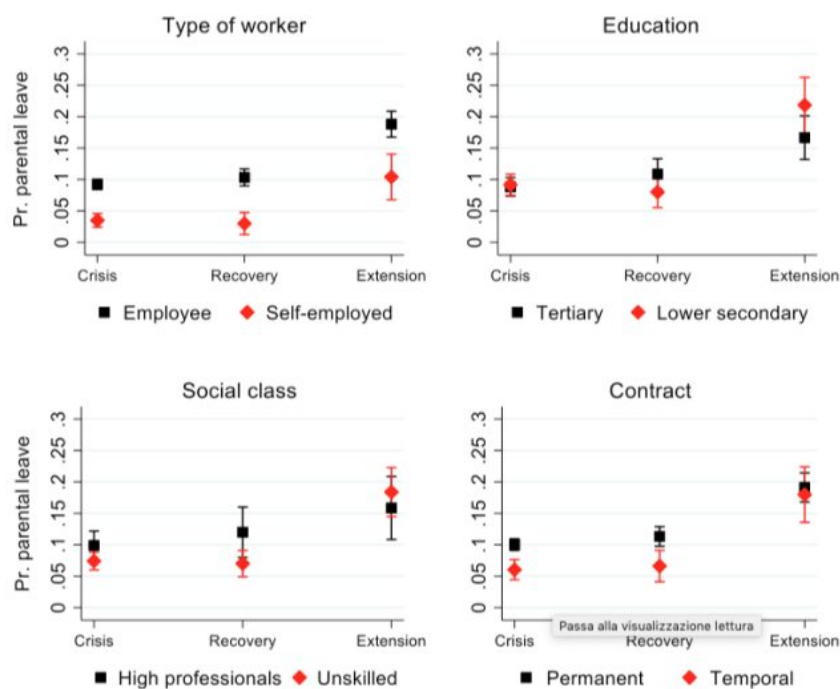 Type of worker
Pr. parental leave
.3
.25
.2
.15
.1
.05
0
Crisis
Recovery
Extension
Employee
Self-employed
Education
.3
.25
.2
.15
.1
.05
0
Crisis
Recovery
Extension
Tertiary
Lower secondary
Social class
Pr. parental leave
.3
.25
.2
.15
.1
.05
0
Crisis
Recovery
Extension
High professionals
Unskilled
Contract
.3
.25
.2
.15
.1
.05
0
Passa alla visualizzazione lettura
Crisis
Recovery
Extension
Permanent
Temporal